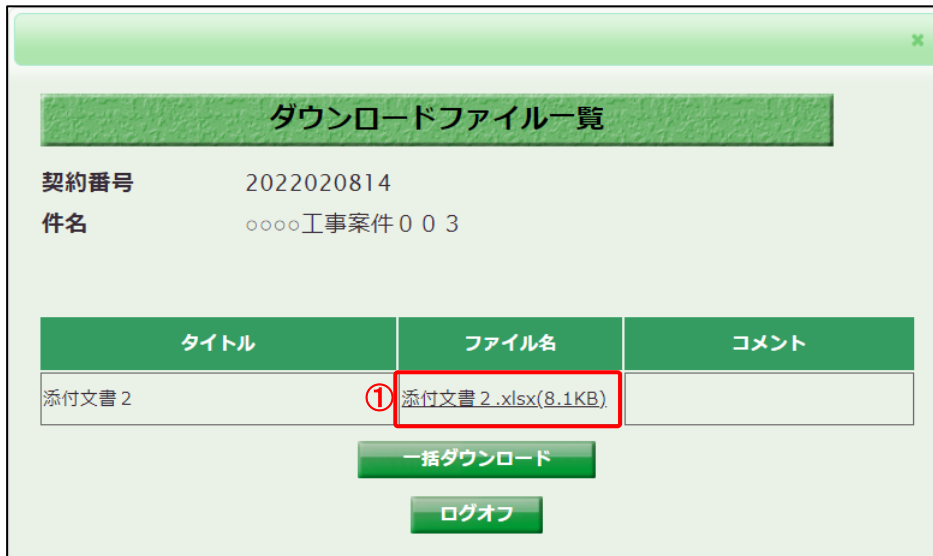 ダウンロードファイル一覧
契約番号 2022020814
件名 ○○○○工事案件００３
タイトル ファイル名 コメント
添付文書２ ① 添付文書２.xlsx(8.1KB)
一括ダウンロード
ログオフ